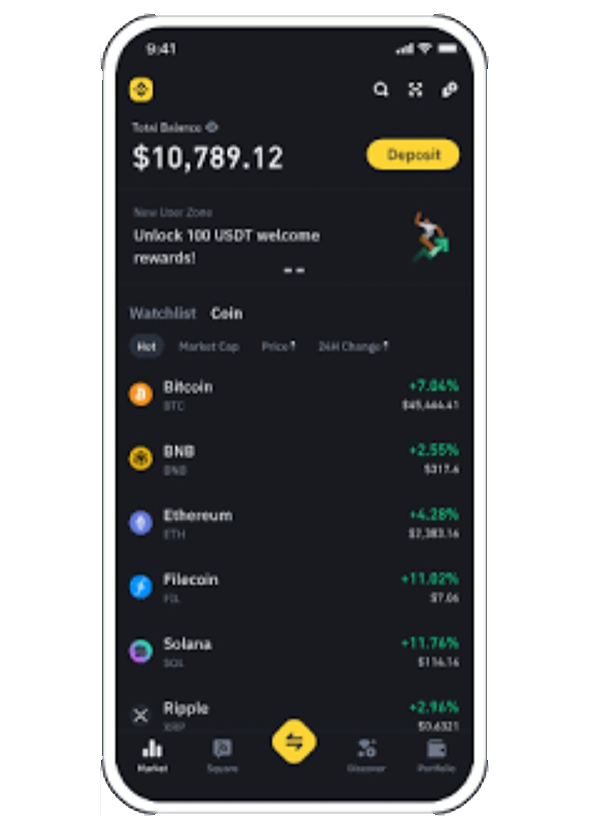 9:41
Total Balance
$10,789.12
Deposit
New User Zone
Unlock 100 USDT welcome
rewards!
Watchlist Coin
Hot Market Cap Price↑ 24H Change↑
Bitcoin +7.04%
BTC
BNB +2.55%
BNB $317.6
Ethereum +4.28%
ETH $2,383.16
Filecoin +11.02%
FIL $7.06
Solana +11.76%
SOL $116.16
Ripple +2.96%
XRP $0.6321
Market Square Discover Portfolio